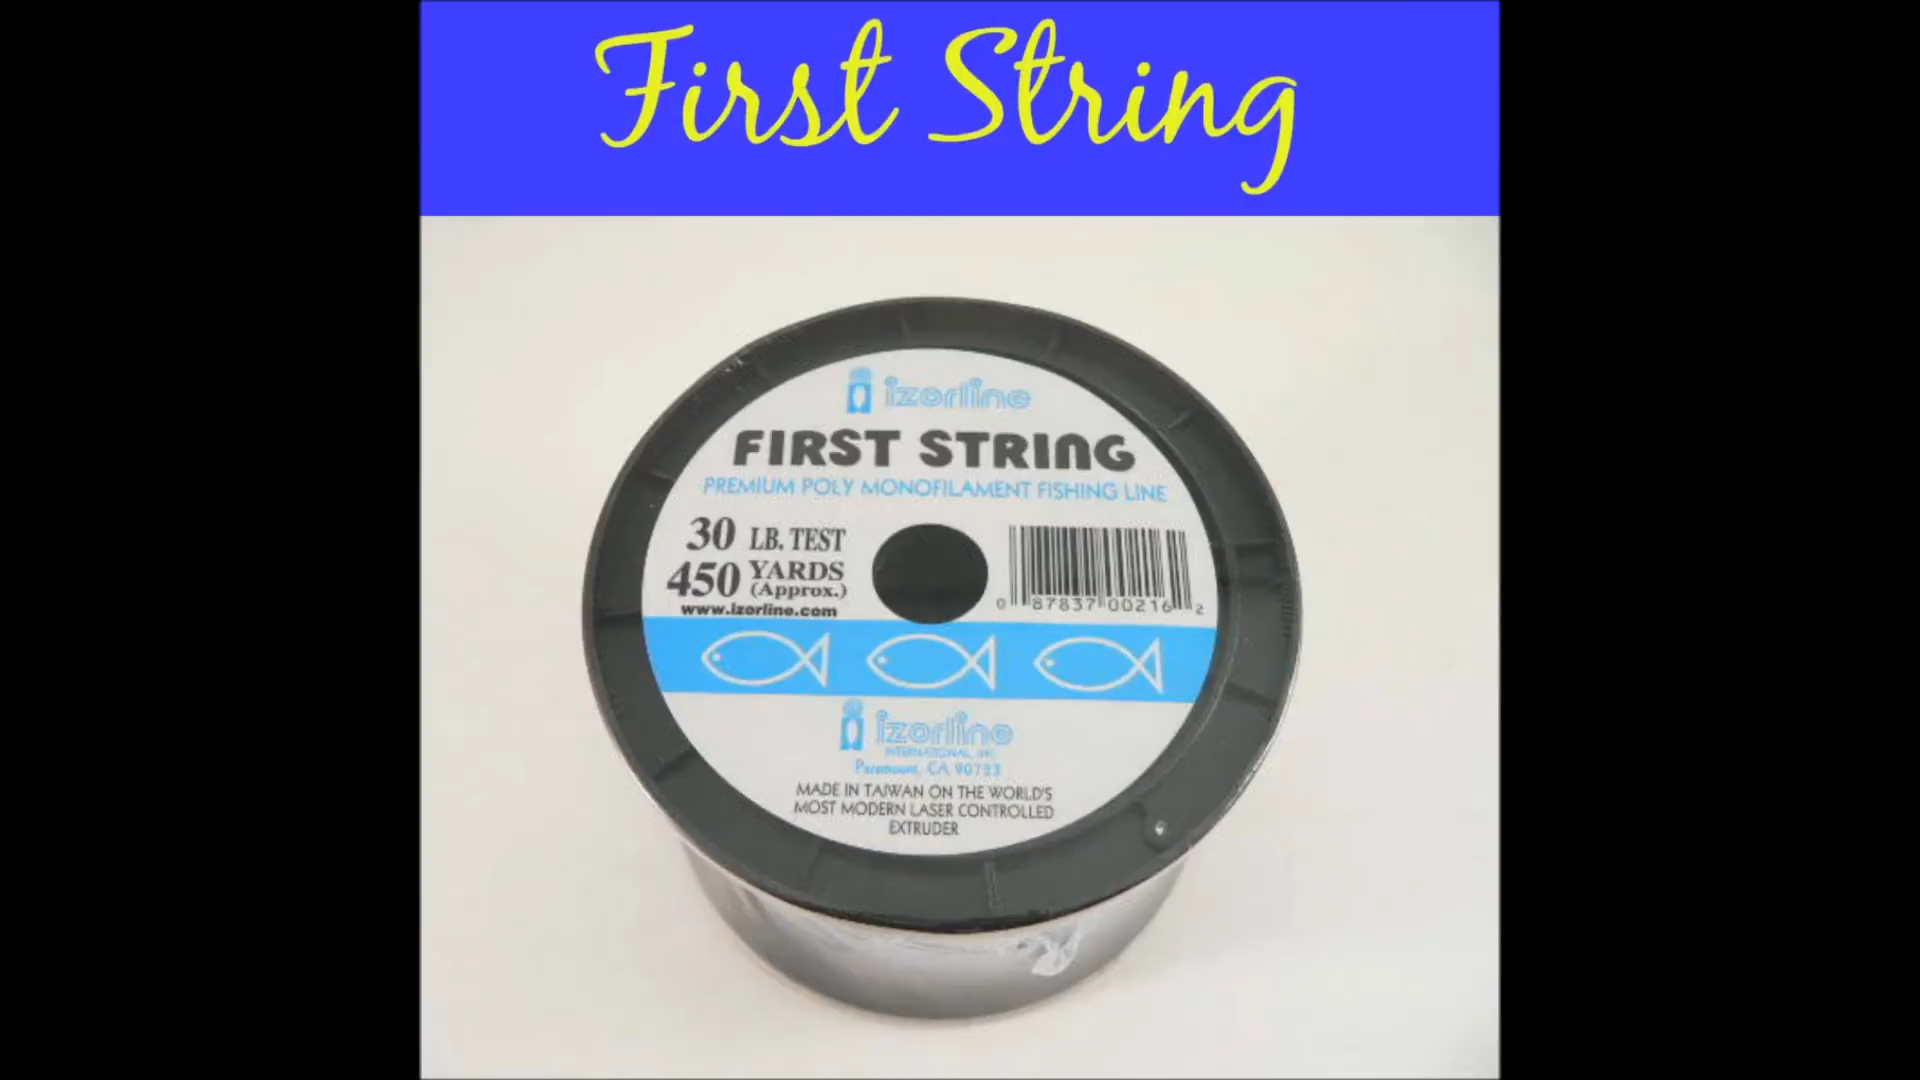 First String
izorline
FIRST STRING
PREMIUM POLY MONOFILAMENT FISHING LINE
30 LB. TEST
450 YARDS
(Approx.)
www.izorline.com
0 87837 00216 2
izorline
INTERNATIONAL, INC.
Paramount, CA 90723
MADE IN TAIWAN ON THE WORLD'S
MOST MODERN LASER CONTROLLED
EXTRUDER